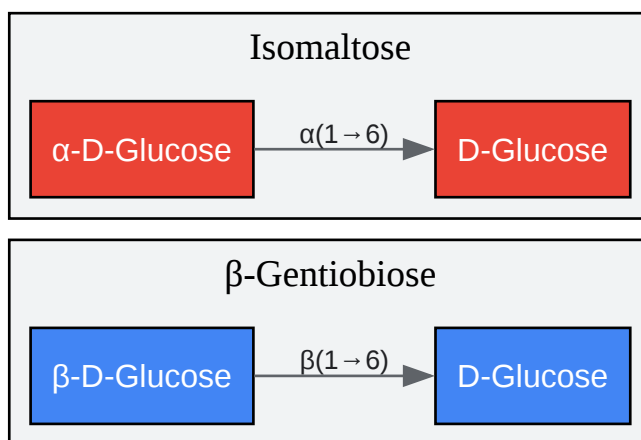 Isomaltose
α-D-Glucose
α(1→6)
D-Glucose
β-Gentiobiose
β-D-Glucose
β(1→6)
D-Glucose